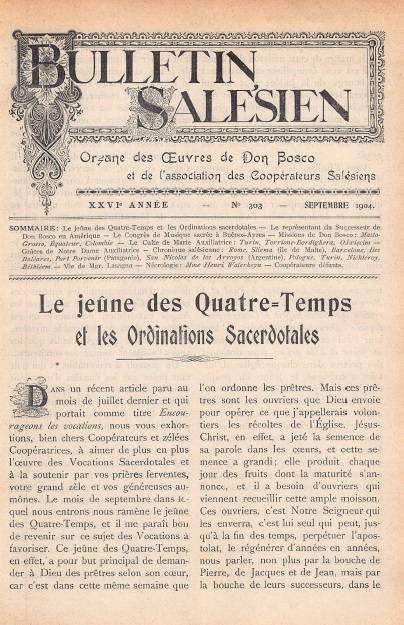 BULLETIN
SALÉSIEN
Organe des Œuvres de Don Bosco
et de l'association des Coopérateurs Salésiens
XXVIᵉ ANNÉE — Nº 303 — SEPTEMBRE 1904.
SOMMAIRE: Le jeûne des Quatre-Temps et les Ordinations sacerdotales — Le représentant du Successeur de
Don Bosco en Amérique — Le Congrès de Musique sacrée à Buénos-Ayres — Missions de Don Bosco: Matto-
Grosso, Équateur, Colombie — Le Culte de Marie Auxiliatrice: Turin, Torrione-Bordighera, Oświęcim —
Grâces de Notre Dame Auxiliatrice — Chronique salésienne: Rome, Sliema (île de Malte), Barcelone, Iles
Baléares, Port Porvenir (Patagonie), San Nicolas de los Arroyos (Argentine), Pologne, Turin, Nichteroy,
Bethléem — Vie de Mgr. Lasagna — Nécrologie: Mme Henri Waterkeyn — Coopérateurs défunts.
Le jeûne des Quatre-Temps
et les Ordinations Sacerdotales
DANS un récent article paru au
mois de juillet dernier et qui
portait comme titre Encou-
rageons les vocations, nous vous exhor-
tions, bien chers Coopérateurs et zélées
Coopératrices, à aimer de plus en plus
l'œuvre des Vocations Sacerdotales et
à la soutenir par vos prières ferventes,
votre grand zèle et vos généreuses au-
mônes. Le mois de septembre dans le-
quel nous entrons nous ramène le jeûne
des Quatre-Temps, et il me paraît bon
de revenir sur ce sujet des Vocations à
favoriser. Ce jeûne des Quatre-Temps,
en effet, a pour but principal de deman-
der à Dieu des prêtres selon son cœur,
car c'est dans cette même semaine que
l'on ordonne les prêtres. Mais ces prê-
tres sont les ouvriers que Dieu envoie
pour opérer ce que j'appellerais volon-
tiers les récoltes de l'Église. Jésus-
Christ, en effet, a jeté la semence de
sa parole dans les cœurs, et cette se-
mence a grandi; elle produit chaque
jour des fruits dont la maturité s'an-
nonce, et il a besoin d'ouvriers qui
viennent recueillir cette ample moisson.
Ces ouvriers, c'est Notre Seigneur qui
les enverra, c'est lui seul qui peut, jus-
qu'à la fin des temps, perpétuer l'apos-
tolat, le régénérer d'années en années,
nous parler, non plus par la bouche de
Pierre, de Jacques et de Jean, mais par
la bouche de leurs successeurs, dans le